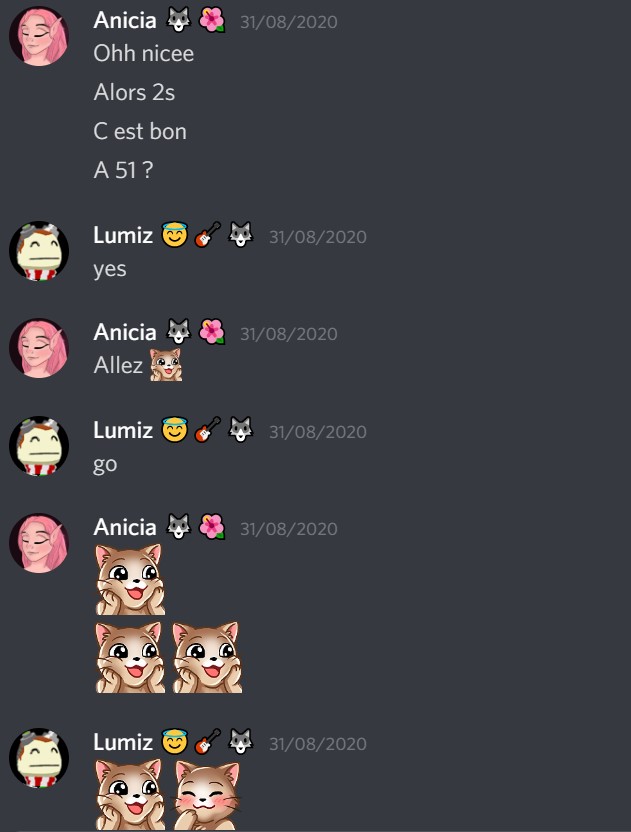 Anicia 🐺 🌺 31/08/2020
Ohh nicee
Alors 2s
C est bon
A 51 ?
Lumiz 😇 🎸 🐺 31/08/2020
yes
Anicia 🐺 🌺 31/08/2020
Allez
Lumiz 😇 🎸 🐺 31/08/2020
go
Anicia 🐺 🌺 31/08/2020
Lumiz 😇 🎸 🐺 31/08/2020